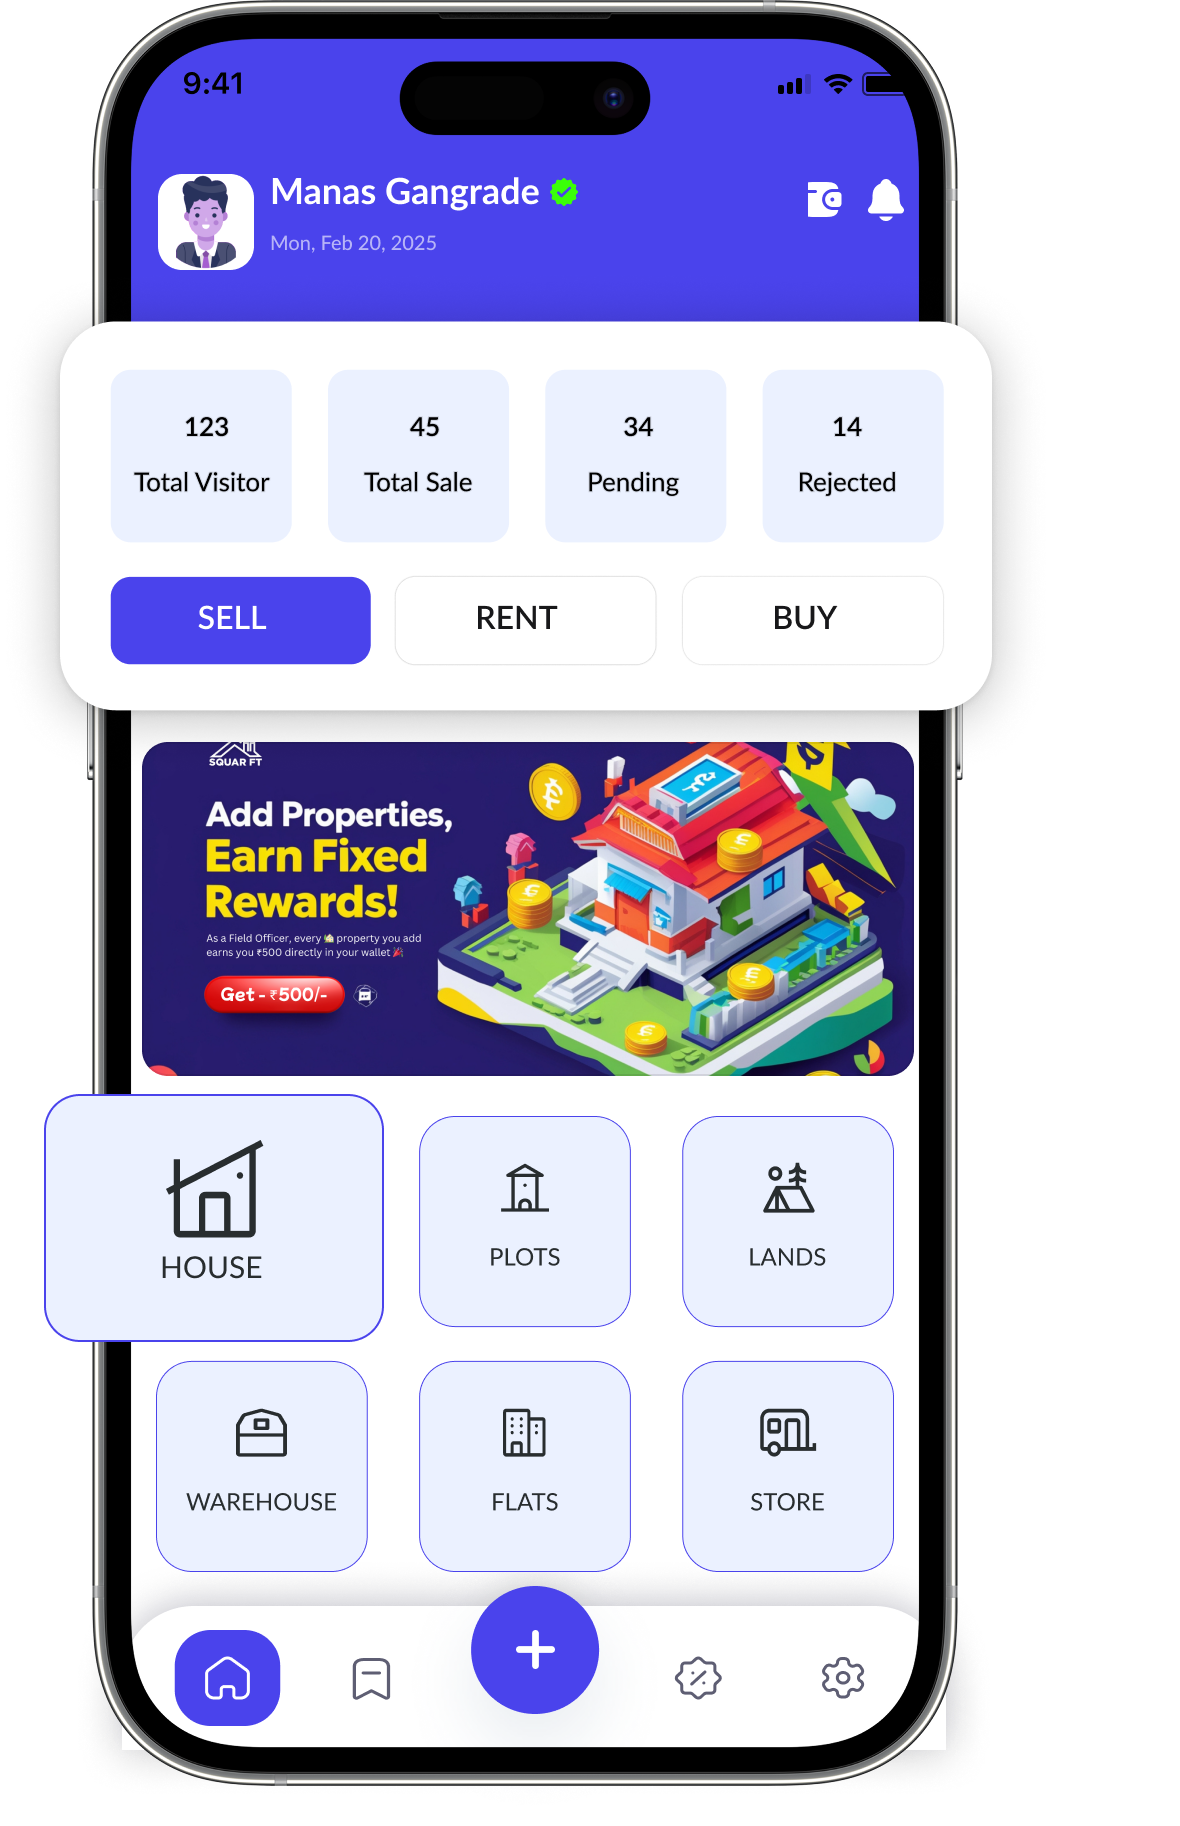 9:41
Manas Gangrade
Mon, Feb 20, 2025
123
Total Visitor
45
Total Sale
34
Pending
14
Rejected
SELL
RENT
BUY
SQUAR FT
Add Properties,
Earn Fixed
Rewards!
As a Field Officer, every 🏠 property you add
earns you ₹500 directly in your wallet 🎉
Get - ₹500/-
HOUSE
PLOTS
LANDS
WAREHOUSE
FLATS
STORE